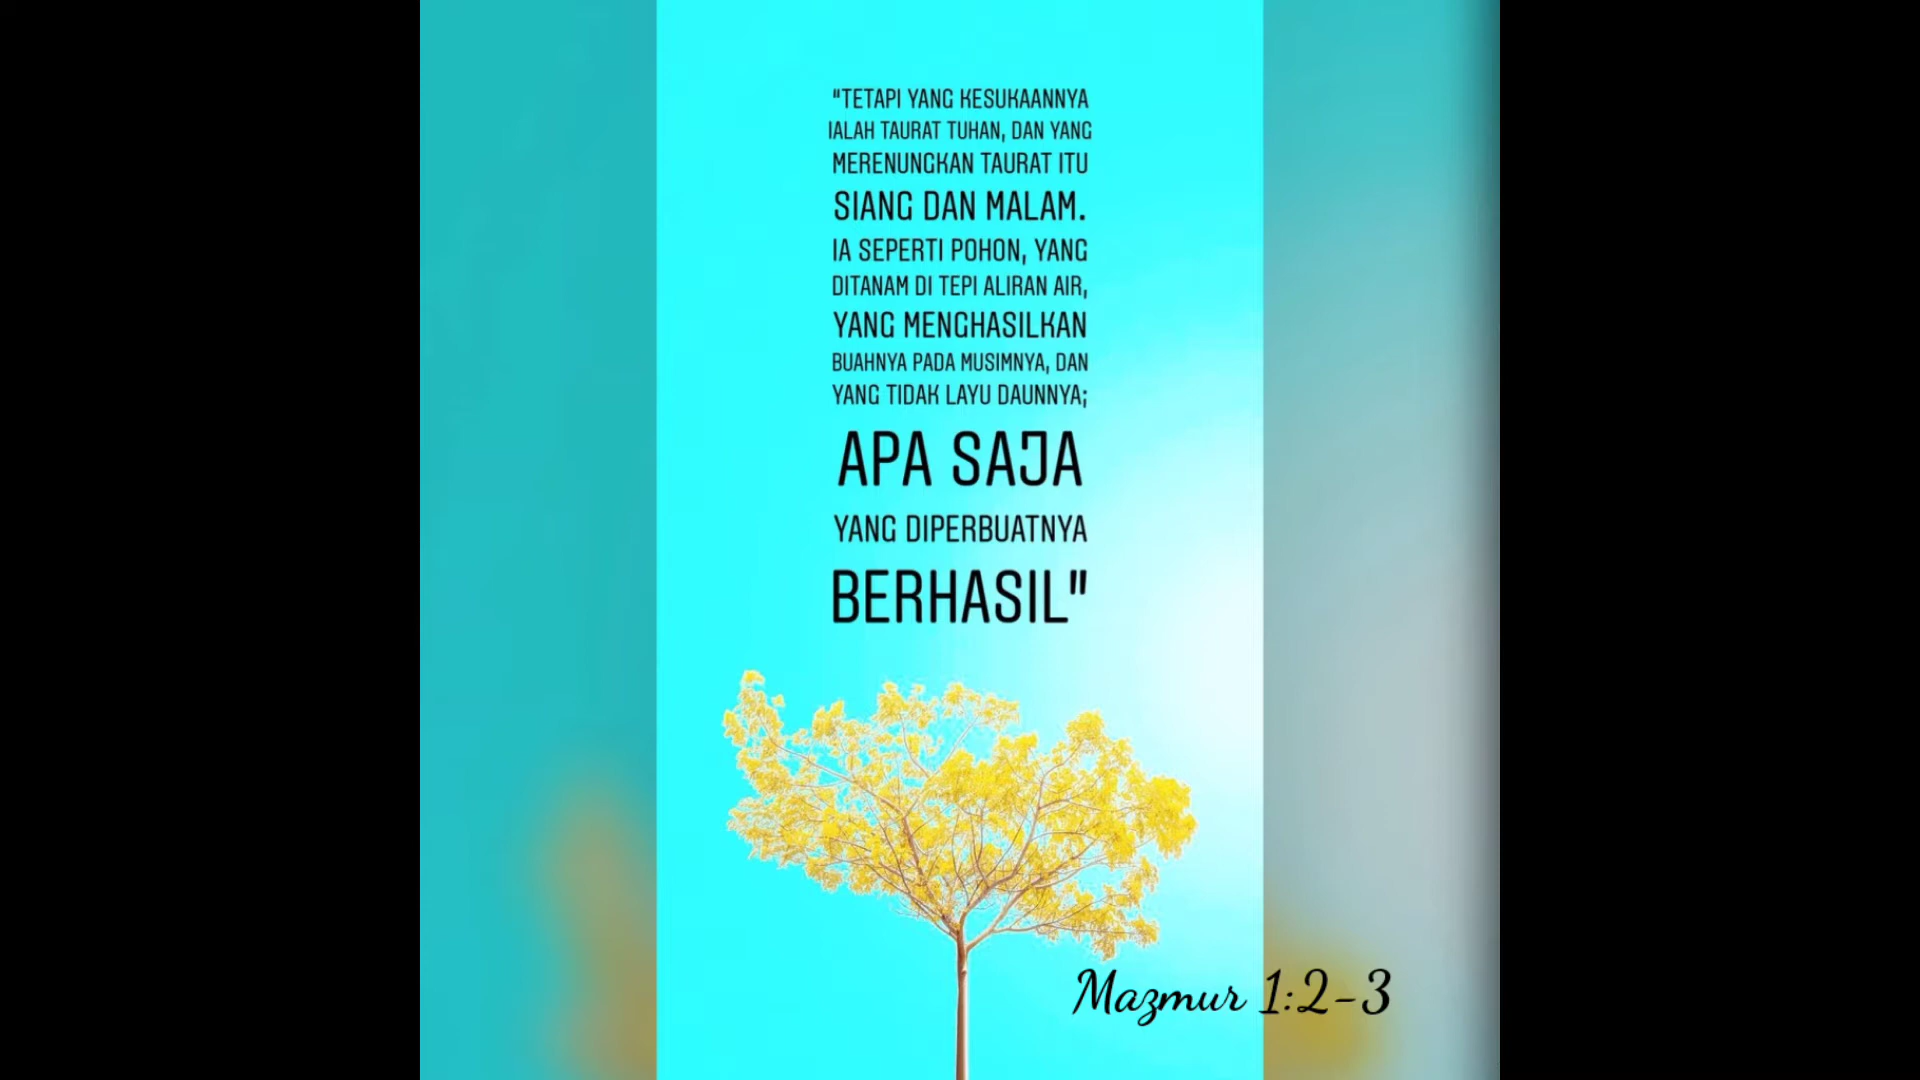 "TETAPI YANG KESUKAANNYA
IALAH TAURAT TUHAN, DAN YANG
MERENUNGKAN TAURAT ITU
SIANG DAN MALAM.
IA SEPERTI POHON, YANG
DITANAM DI TEPI ALIRAN AIR,
YANG MENGHASILKAN
BUAHNYA PADA MUSIMNYA, DAN
YANG TIDAK LAYU DAUNNYA;
APA SAJA
YANG DIPERBUATNYA
BERHASIL"
Mazmur 1:2-3